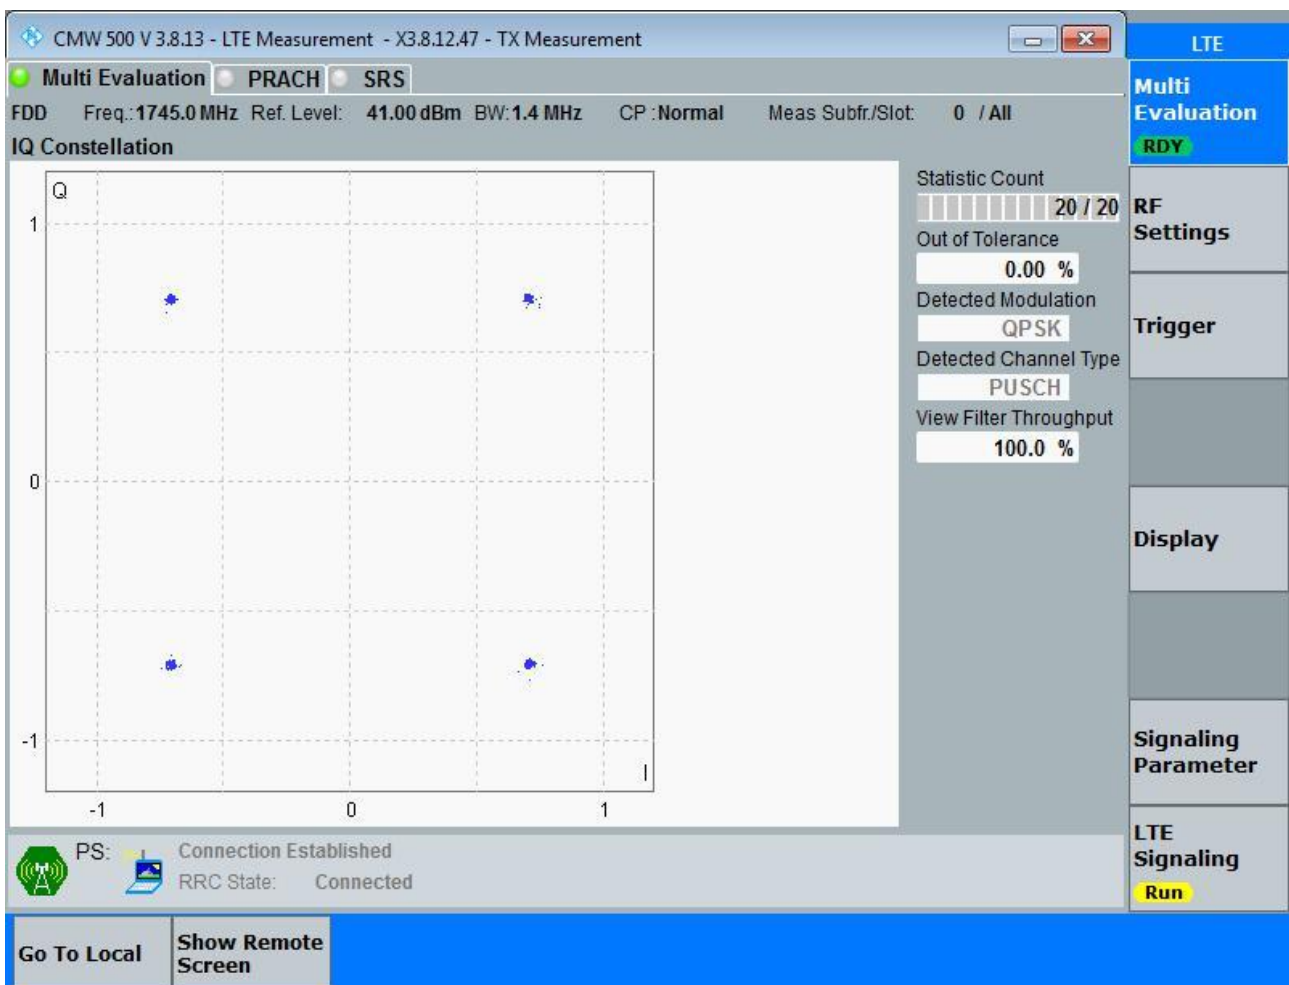 CMW 500 V 3.8.13 - LTE Measurement - X3.8.12.47 - TX Measurement
LTE
Multi Evaluation PRACH SRS
FDD Freq.:1745.0 MHz Ref. Level: 41.00 dBm BW:1.4 MHz CP :Normal Meas Subfr./Slot: 0 / All
IQ Constellation
Q
1
0
-1
-1 0 1
I
Statistic Count
20 / 20
Out of Tolerance
0.00 %
Detected Modulation
QPSK
Detected Channel Type
PUSCH
View Filter Throughput
100.0 %
Multi
Evaluation
RDY
RF
Settings
Trigger
Display
Signaling
Parameter
LTE
Signaling
Run
PS: Connection Established
RRC State: Connected
Go To Local
Show Remote
Screen